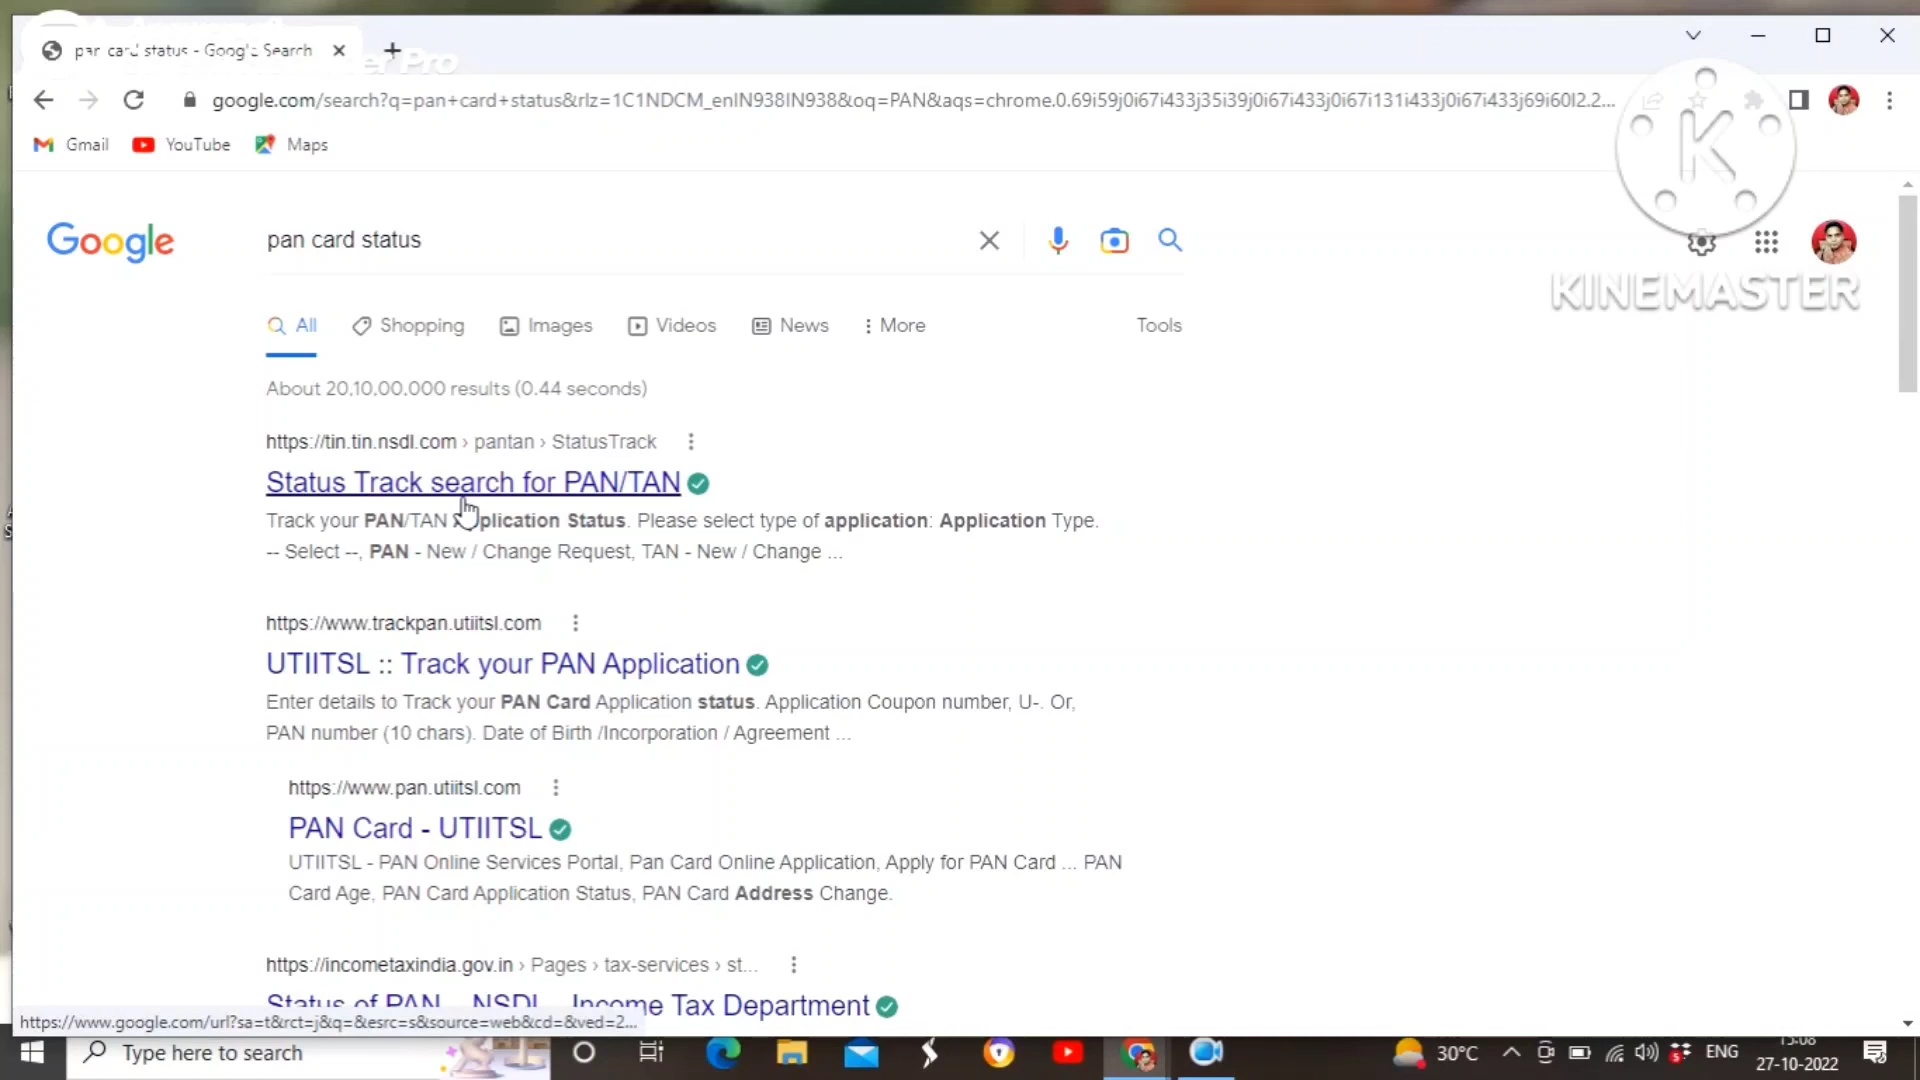 pan card status - Google Search
er Pro
google.com/search?q=pan+card+status&rlz=1C1NDCM_enIN938IN938&oq=PAN&aqs=chrome.0.69i59j0i67i433j35i39j0i67i433j0i67i131i433j0i67i433j69i60l2.2...
Gmail YouTube Maps
K
KINEMASTER
Google pan card status
All Shopping Images Videos News More Tools
About 20,10,00,000 results (0.44 seconds)
https://tin.tin.nsdl.com › pantan › StatusTrack
Status Track search for PAN/TAN
Track your PAN/TAN Application Status. Please select type of application: Application Type.
-- Select --, PAN - New / Change Request, TAN - New / Change ...
https://www.trackpan.utiitsl.com
UTIITSL :: Track your PAN Application
Enter details to Track your PAN Card Application status. Application Coupon number, U-. Or,
PAN number (10 chars). Date of Birth /Incorporation / Agreement ...
https://www.pan.utiitsl.com
PAN Card - UTIITSL
UTIITSL - PAN Online Services Portal, Pan Card Online Application, Apply for PAN Card ... PAN
Card Age, PAN Card Application Status, PAN Card Address Change.
https://incometaxindia.gov.in › Pages › tax-services › st...
Status of PAN - NSDL - Income Tax Department
https://www.google.com/url?sa=t&rct=j&q=&esrc=s&source=web&cd=&ved=2...
Type here to search
30°C ENG
15:08
27-10-2022